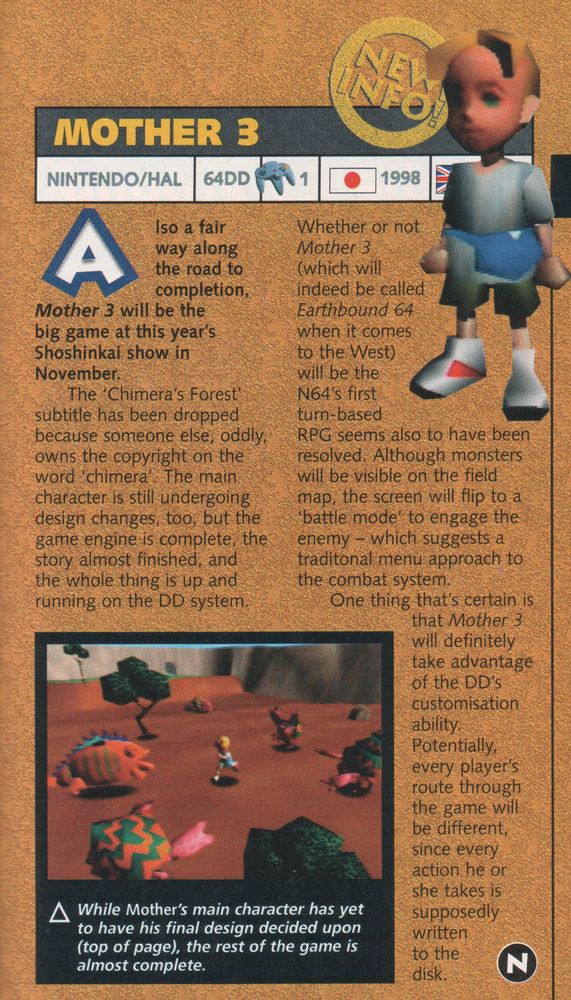 NEW
INFO!
MOTHER 3
NINTENDO/HAL 64DD 1 1998
Also a fair
way along
the road to
completion,
Mother 3 will be the
big game at this year's
Shoshinkai show in
November.
The 'Chimera's Forest'
subtitle has been dropped
because someone else, oddly,
owns the copyright on the
word 'chimera'. The main
character is still undergoing
design changes, too, but the
game engine is complete, the
story almost finished, and
the whole thing is up and
running on the DD system.
Whether or not
Mother 3
(which will
indeed be called
Earthbound 64
when it comes
to the West)
will be the
N64's first
turn-based
RPG seems also to have been
resolved. Although monsters
will be visible on the field
map, the screen will flip to a
'battle mode' to engage the
enemy – which suggests a
traditonal menu approach to
the combat system.
One thing that's certain is
that Mother 3
will definitely
take advantage
of the DD's
customisation
ability.
Potentially,
every player's
route through
the game will
be different,
since every
action he or
she takes is
supposedly
written
to the
disk.
N
While Mother's main character has yet
to have his final design decided upon
(top of page), the rest of the game is
almost complete.